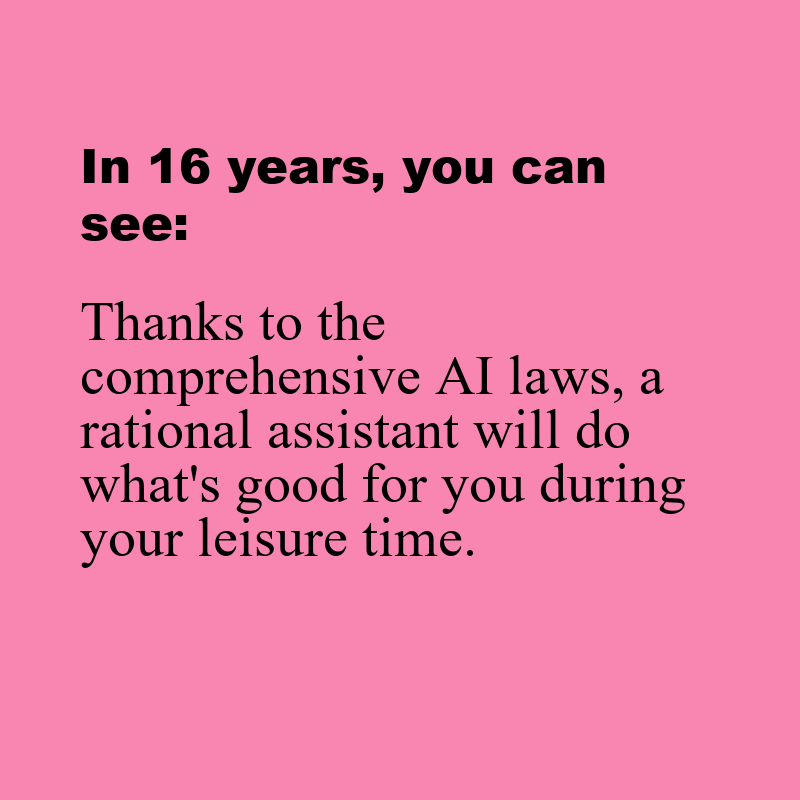 In 16 years, you can
see:
Thanks to the
comprehensive AI laws, a
rational assistant will do
what's good for you during
your leisure time.